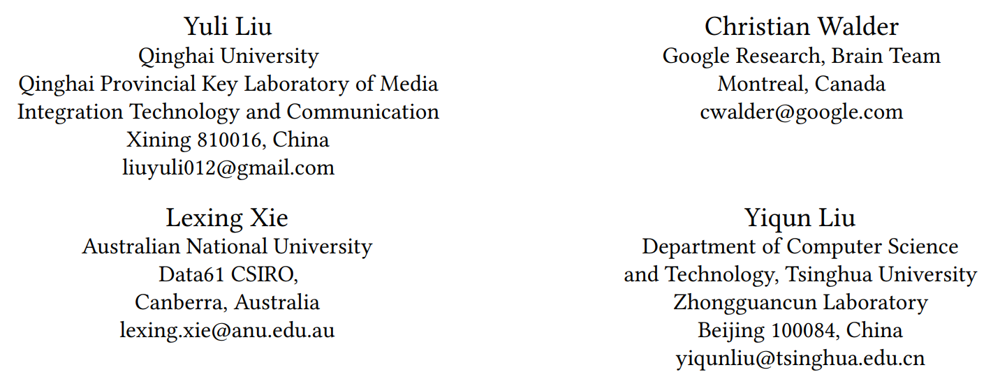 Yuli Liu
Qinghai University
Qinghai Provincial Key Laboratory of Media
Integration Technology and Communication
Xining 810016, China
liuyuli012@gmail.com
Christian Walder
Google Research, Brain Team
Montreal, Canada
cwalder@google.com
Lexing Xie
Australian National University
Data61 CSIRO,
Canberra, Australia
lexing.xie@anu.edu.au
Yiqun Liu
Department of Computer Science
and Technology, Tsinghua University
Zhongguancun Laboratory
Beijing 100084, China
yiqunliu@tsinghua.edu.cn